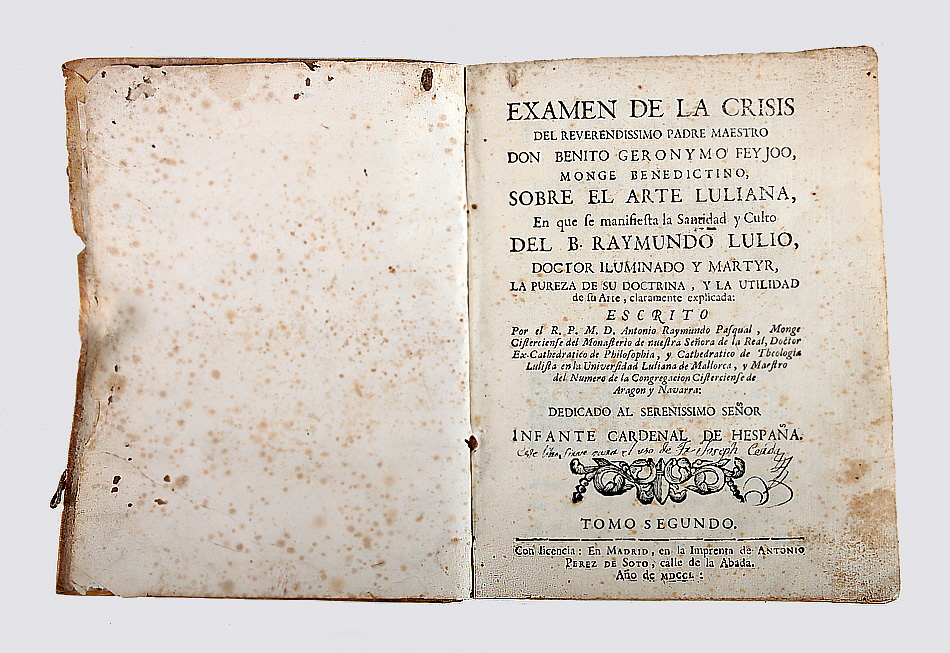 EXAMEN DE LA CRISIS
DEL REVERENDISSIMO PADRE MAESTRO
DON BENITO GERONYMO FEYJOO,
MONGE BENEDICTINO,
SOBRE EL ARTE LULIANA,
En que ſe manifieſta la Santidad y Culto
DEL B. RAYMUNDO LULIO,
DOCTOR ILUMINADO Y MARTYR,
LA PUREZA DE SU DOCTRINA, Y LA UTILIDAD
de ſu Arte, claramente explicada:
ESCRITO
Por el R. P. M. D. Antonio Raymundo Paſqual, Monge
Ciſtercienſe del Monaſterio de nueſtra Señora de la Real, Doctor
Ex-Cathedratico de Philoſophia, y Cathedratico de Theologia
Luliſta en la Univerſidad Luliana de Mallorca, y Maeſtro
del Numero de la Congregacion Ciſtercienſe de
Aragon y Navarra:
DEDICADO AL SERENISSIMO SEÑOR
INFANTE CARDENAL DE HESPAÑA.
el uso de Fr. Joseph
TOMO SEGUNDO.
Con licencia: En MADRID, en la Imprenta de ANTONIO
PEREZ DE SOTO, calle de la Abada.
Año de MDCCL: